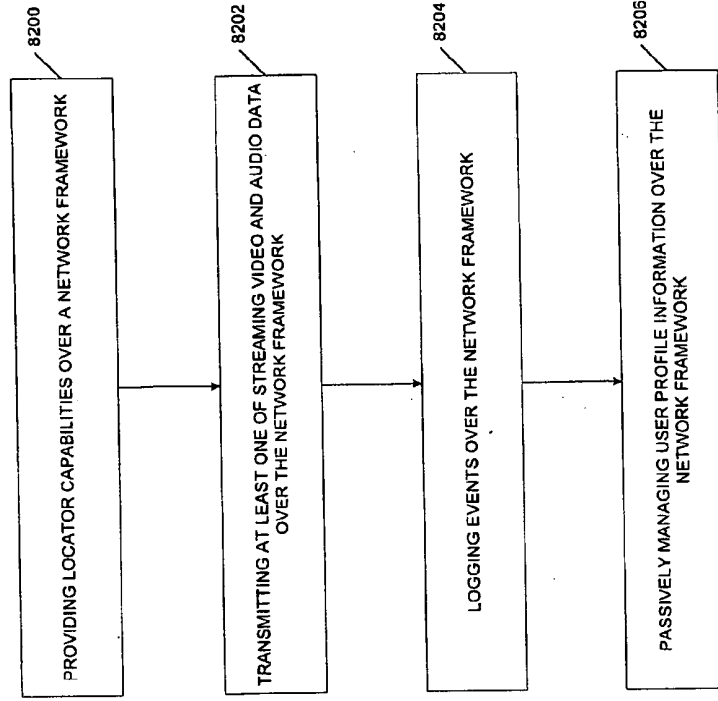 8200
PROVIDING LOCATOR CAPABILITIES OVER A NETWORK FRAMEWORK
8202
TRANSMITTING AT LEAST ONE OF STREAMING VIDEO AND AUDIO DATA
OVER THE NETWORK FRAMEWORK
8204
LOGGING EVENTS OVER THE NETWORK FRAMEWORK
8206
PASSIVELY MANAGING USER PROFILE INFORMATION OVER THE
NETWORK FRAMEWORK